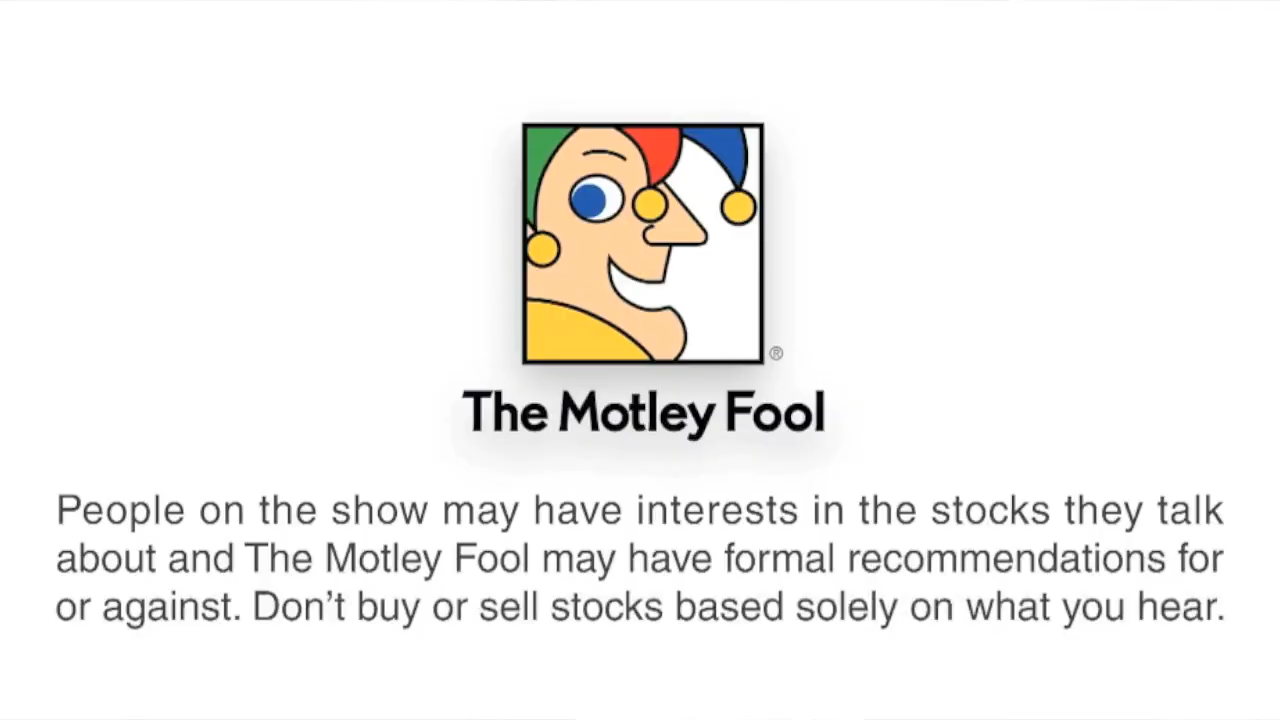 ®
The Motley Fool
People on the show may have interests in the stocks they talk
about and The Motley Fool may have formal recommendations for
or against. Don’t buy or sell stocks based solely on what you hear.